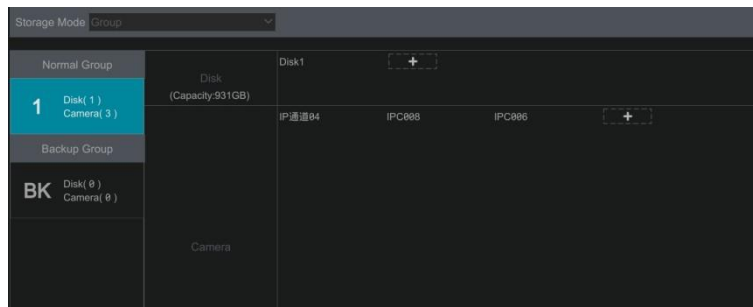 Storage Mode Group
Normal Group
1
Disk( 1 )
Camera( 3 )
Backup Group
BK
Disk( 0 )
Camera( 0 )
Disk
(Capacity:931GB)
Disk1 +
IP通道04 IPC008 IPC006 +
Camera